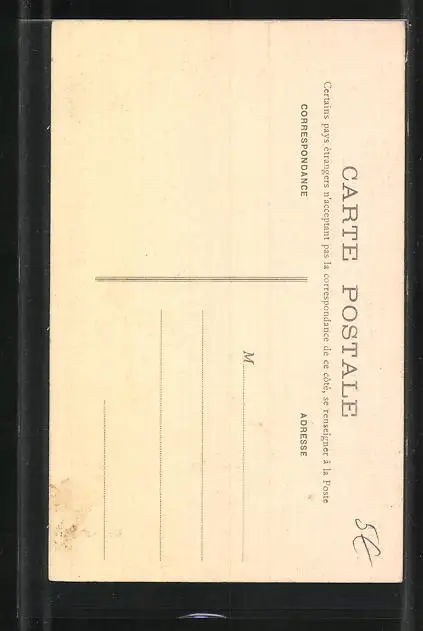 CARTE POSTALE
Certains pays étrangers n'acceptant pas la correspondance de ce côté, se renseigner à la Poste
CORRESPONDANCE
ADRESSE
M
5€